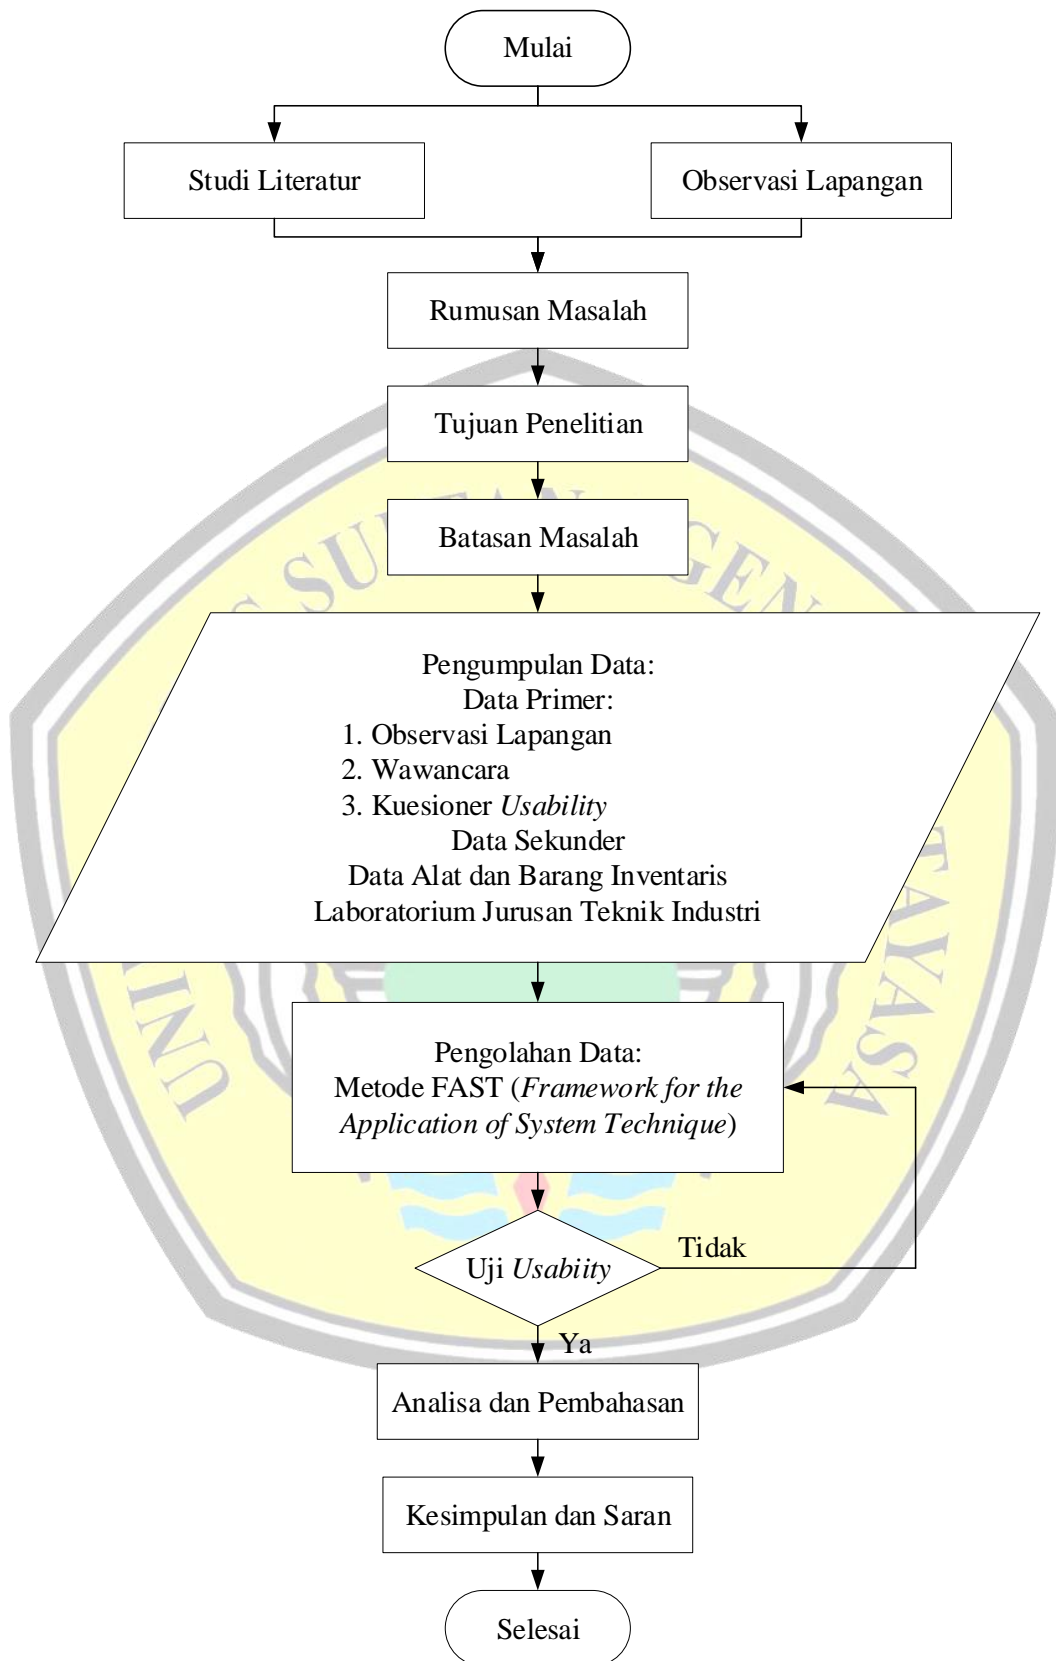 Mulai
Studi Literatur
Observasi Lapangan
Rumusan Masalah
Tujuan Penelitian
Batasan Masalah
Pengumpulan Data:
Data Primer:
1. Observasi Lapangan
2. Wawancara
3. Kuesioner Usability
Data Sekunder
Data Alat dan Barang Inventaris
Laboratorium Jurusan Teknik Industri
Pengolahan Data:
Metode FAST (Framework for the
Application of System Technique)
Uji Usabiity
Tidak
Ya
Analisa dan Pembahasan
Kesimpulan dan Saran
Selesai